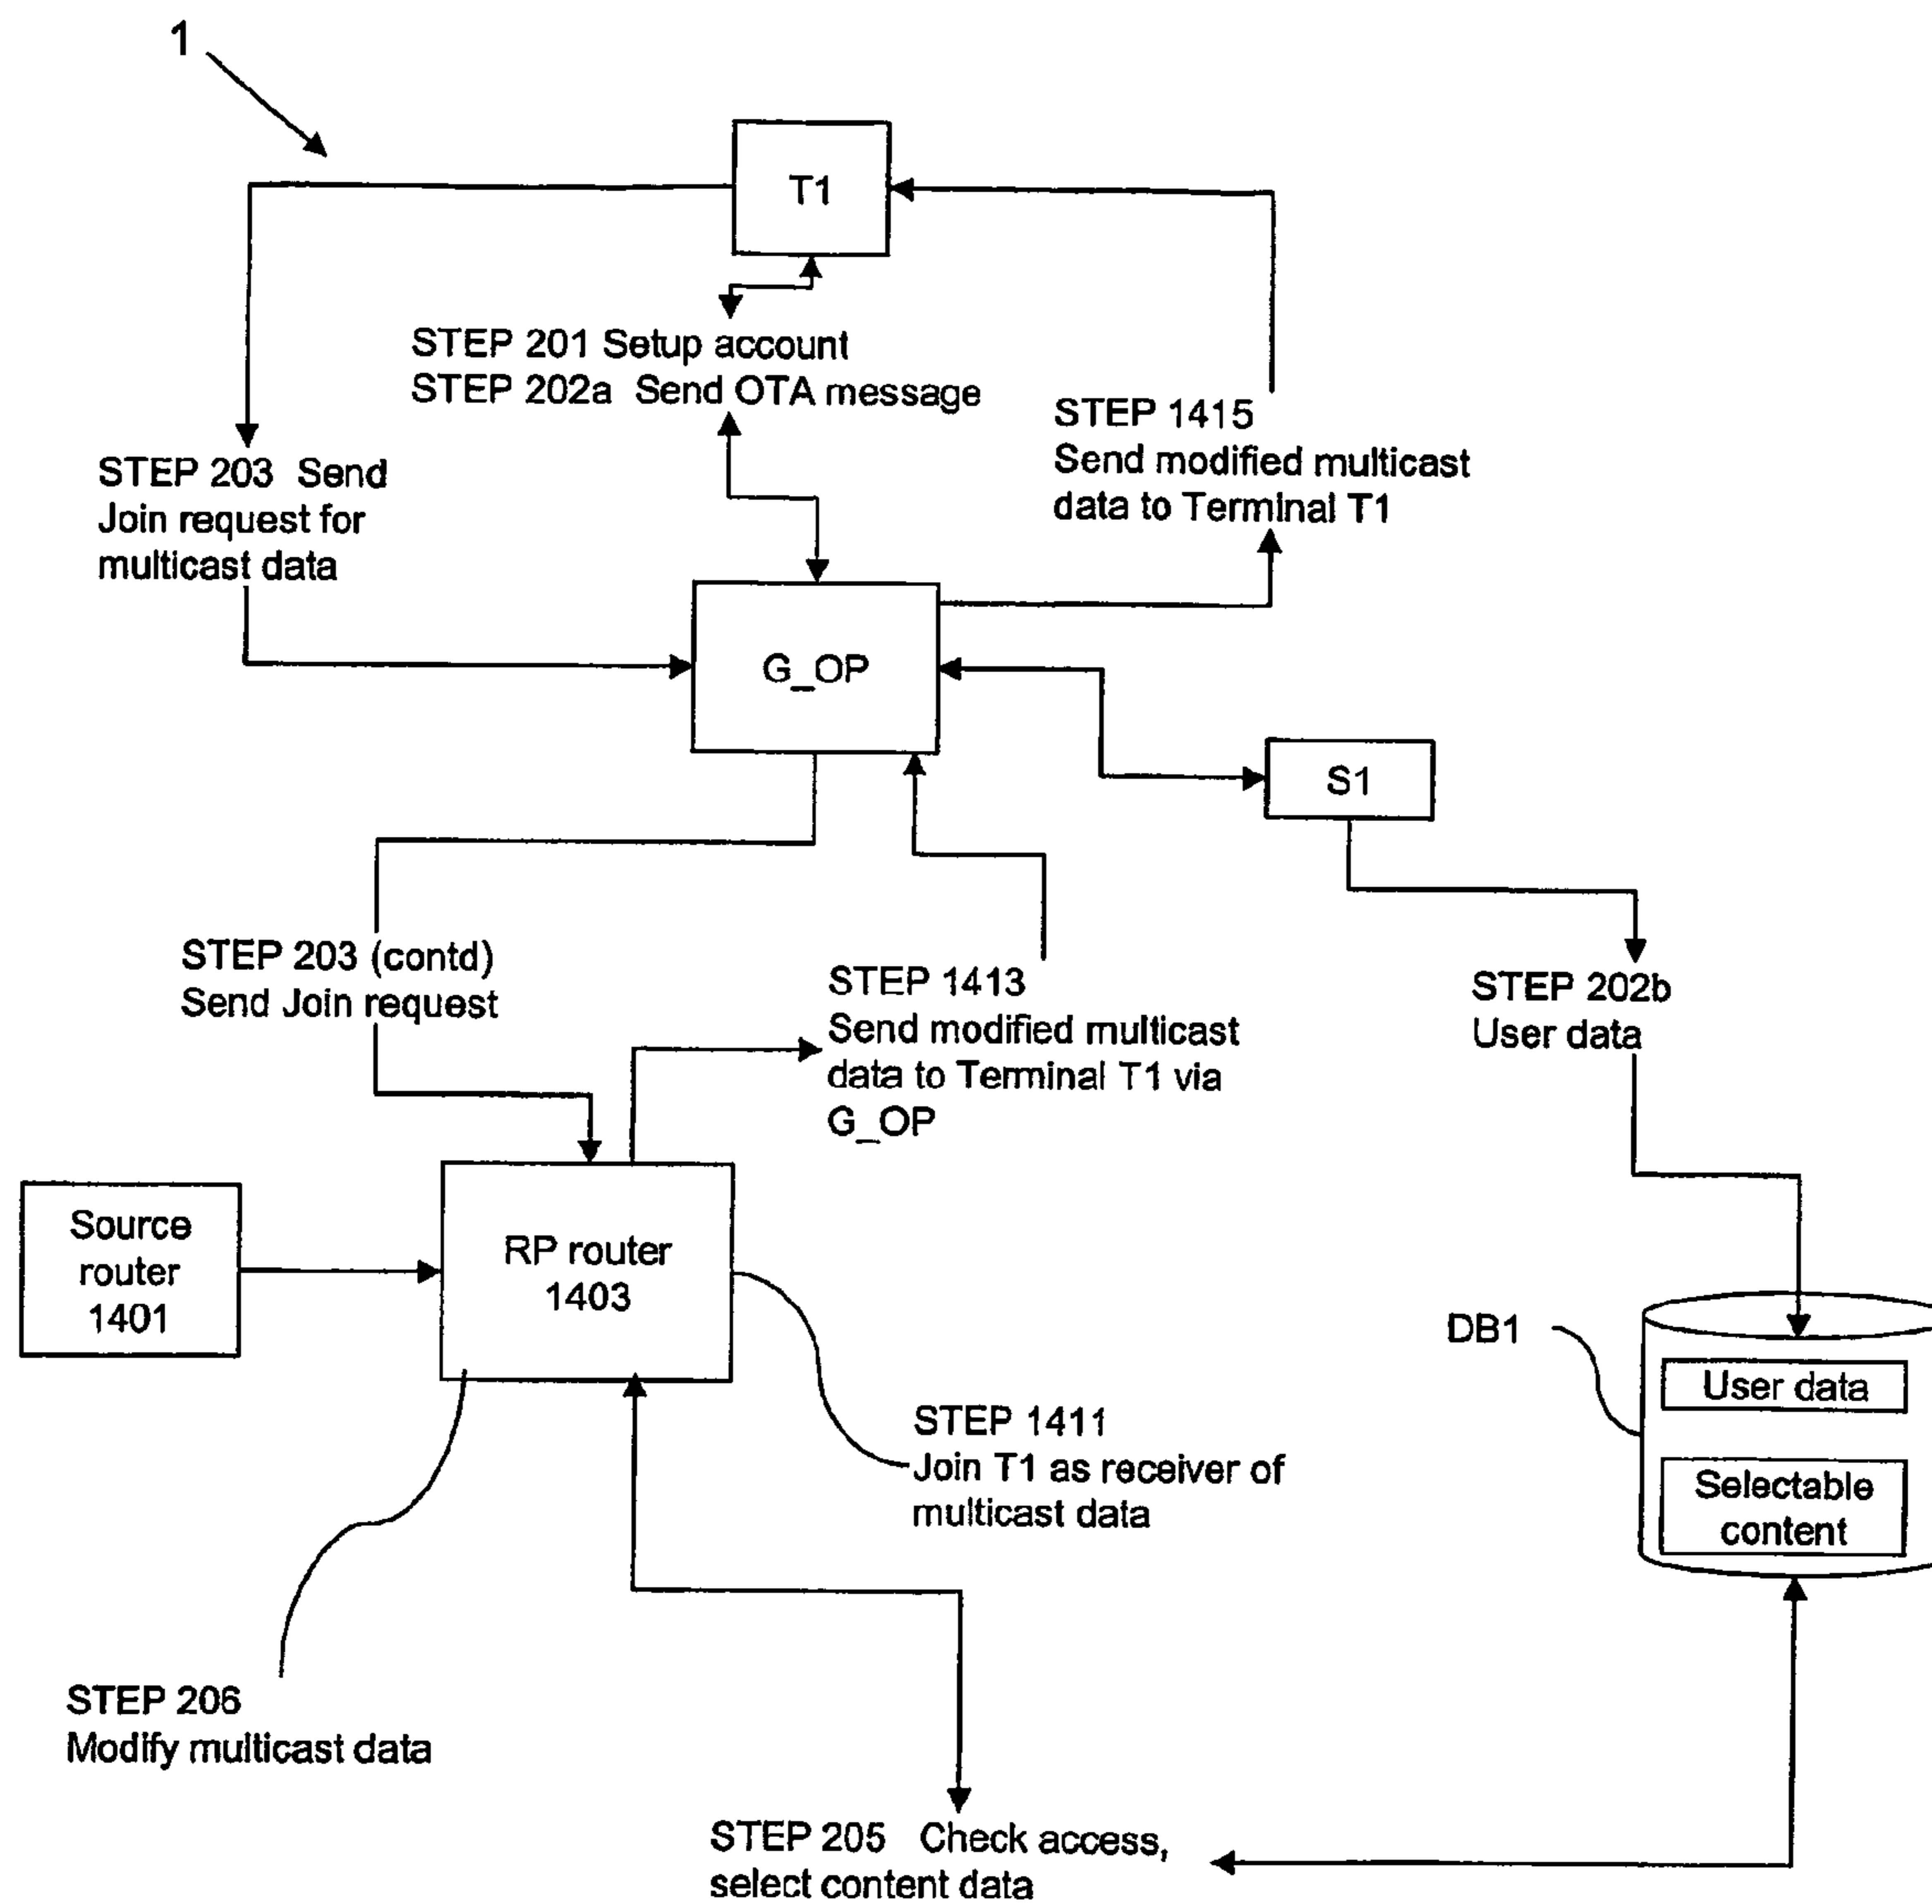 1
T1
STEP 201 Setup account
STEP 202a Send OTA message
STEP 1415
Send modified multicast
data to Terminal T1
STEP 203 Send
Join request for
multicast data
G_OP
S1
STEP 203 (contd)
Send Join request
STEP 1413
Send modified multicast
data to Terminal T1 via
G_OP
STEP 202b
User data
Source
router
1401
RP router
1403
DB1
User data
Selectable
content
STEP 1411
Join T1 as receiver of
multicast data
STEP 206
Modify multicast data
STEP 205 Check access,
select content data